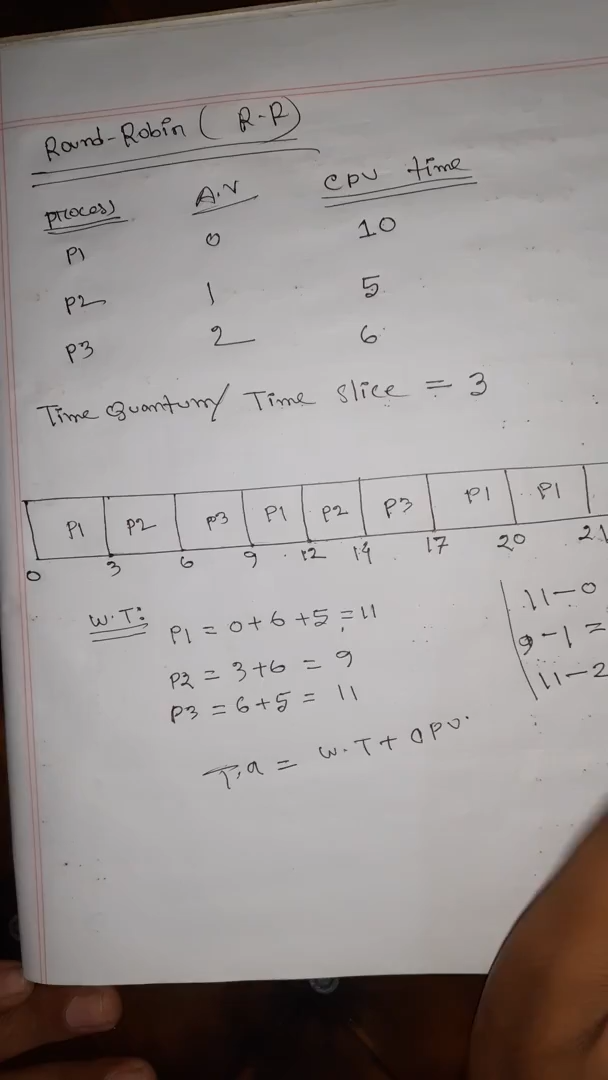 Round-Robin ( R-R)
process A.V CPU time
P1 0 10
P2 1 5
P3 2 6
Time Quantum/ Time slice = 3
P1 P2 P3 P1 P2 P3 P1 P1
0 3 6 9 12 14 17 20 21
W.T: P1 = 0+6+5=11 11-0
P2 = 3+6 = 9 9-1 =
P3 = 6+5 = 11 11-2
T.a = W.T + CPU.